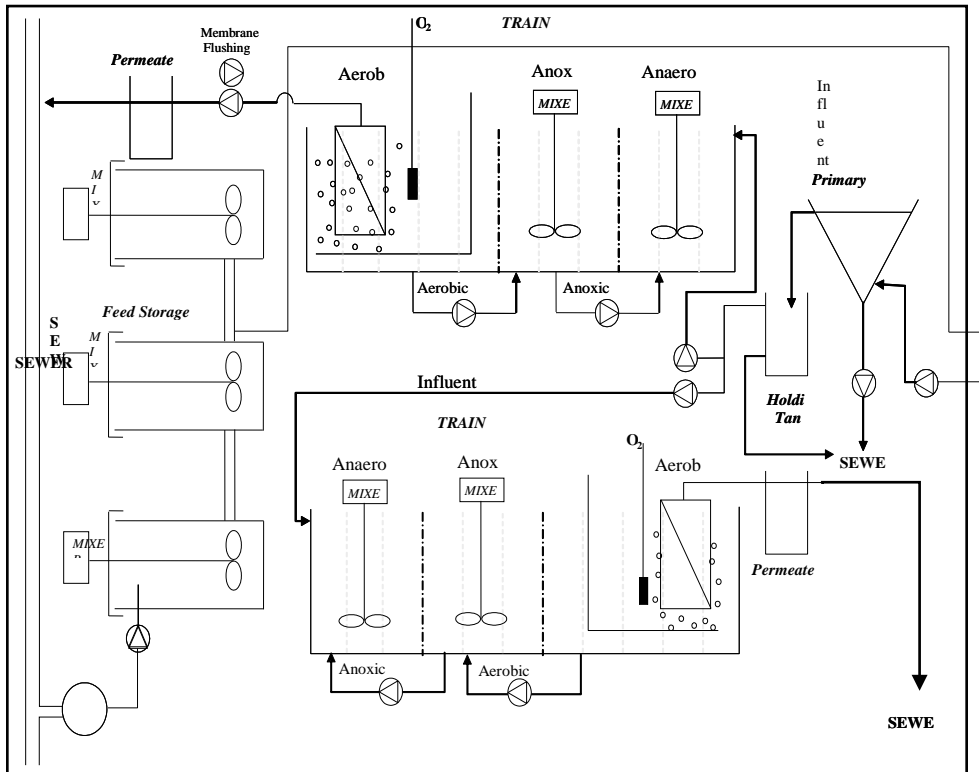 O₂
TRAIN
Membrane
Flushing
Permeate
Aerob
Anox
Anaero
In
fl
u
e
nt
MIXE
MIXE
Primary
M
I
Aerobic
Anoxic
Feed Storage
S
E
W
SEWER
M
I
Influent
Holdi
Tan
TRAIN
SEWE
O₂
Anaero
Anox
Aerob
MIXE
MIXE
MIXE
Permeate
Anoxic
Aerobic
SEWE